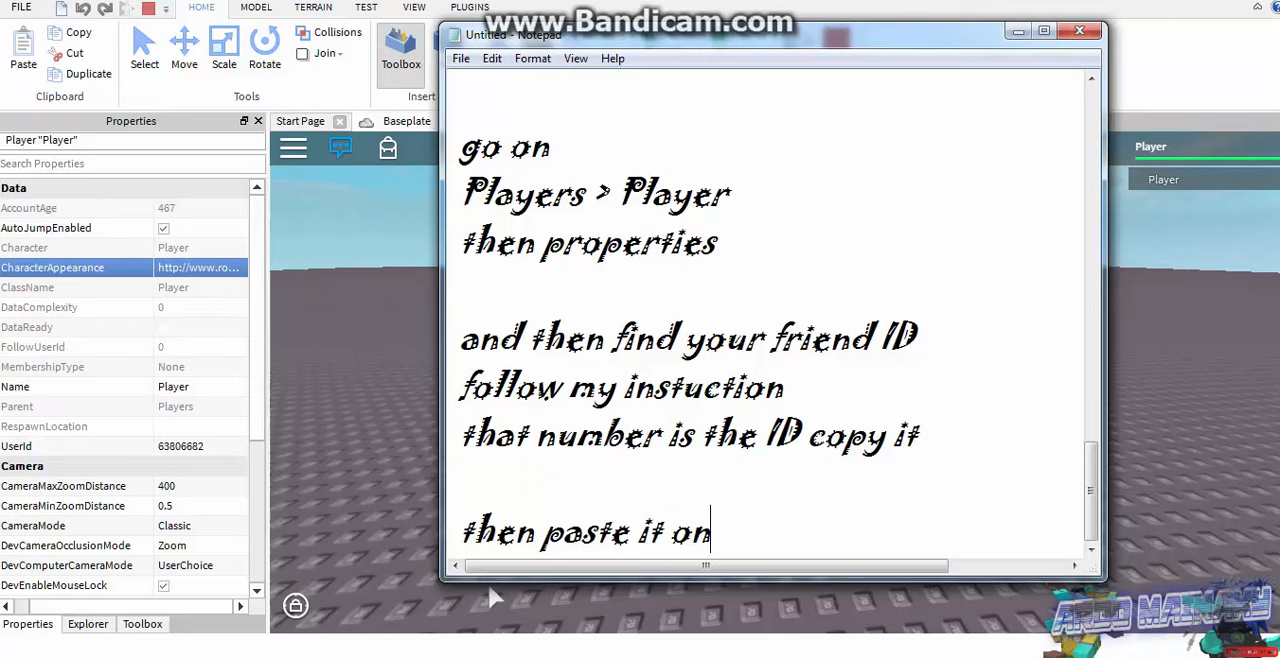 FILE HOME MODEL TERRAIN TEST VIEW PLUGINS
www.Bandicam.com
Untitled - Notepad
File Edit Format View Help
Paste Copy Cut Duplicate
Clipboard
Select Move Scale Rotate Collisions Join
Tools
Toolbox
Insert
Properties
Start Page Baseplate
Player "Player"
Search Properties
Data
AccountAge 467
AutoJumpEnabled
Character Player
CharacterAppearance http://www.ro...
ClassName Player
DataComplexity 0
DataReady
FollowUserId 0
MembershipType None
Name Player
Parent Players
RespawnLocation
UserId 63806682
Camera
CameraMaxZoomDistance 400
CameraMinZoomDistance 0.5
CameraMode Classic
DevCameraOcclusionMode Zoom
DevComputerCameraMode UserChoice
DevEnableMouseLock
Properties Explorer Toolbox
go on
Players > Player
then properties
and then find your friend ID
follow my instuction
that number is the ID copy it
then paste it on
Player
Player